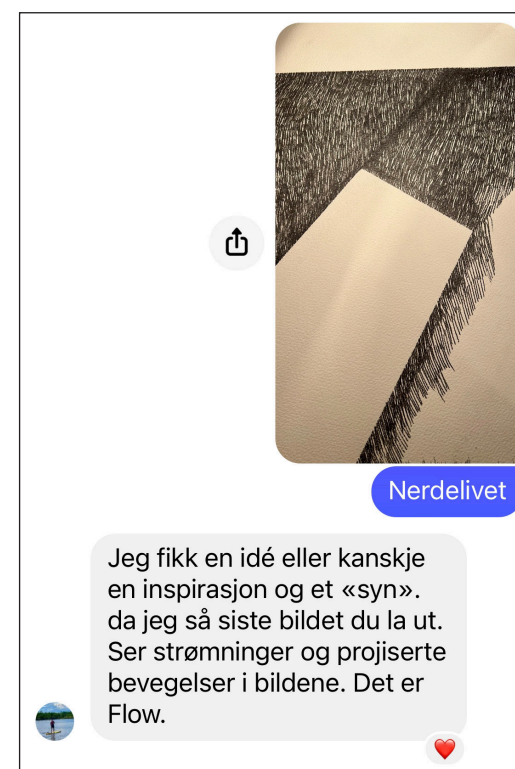 Nerdelivet
Jeg fikk en idé eller kanskje
en inspirasjon og et «syn».
da jeg så siste bildet du la ut.
Ser strømninger og projiserte
bevegelser i bildene. Det er
Flow.